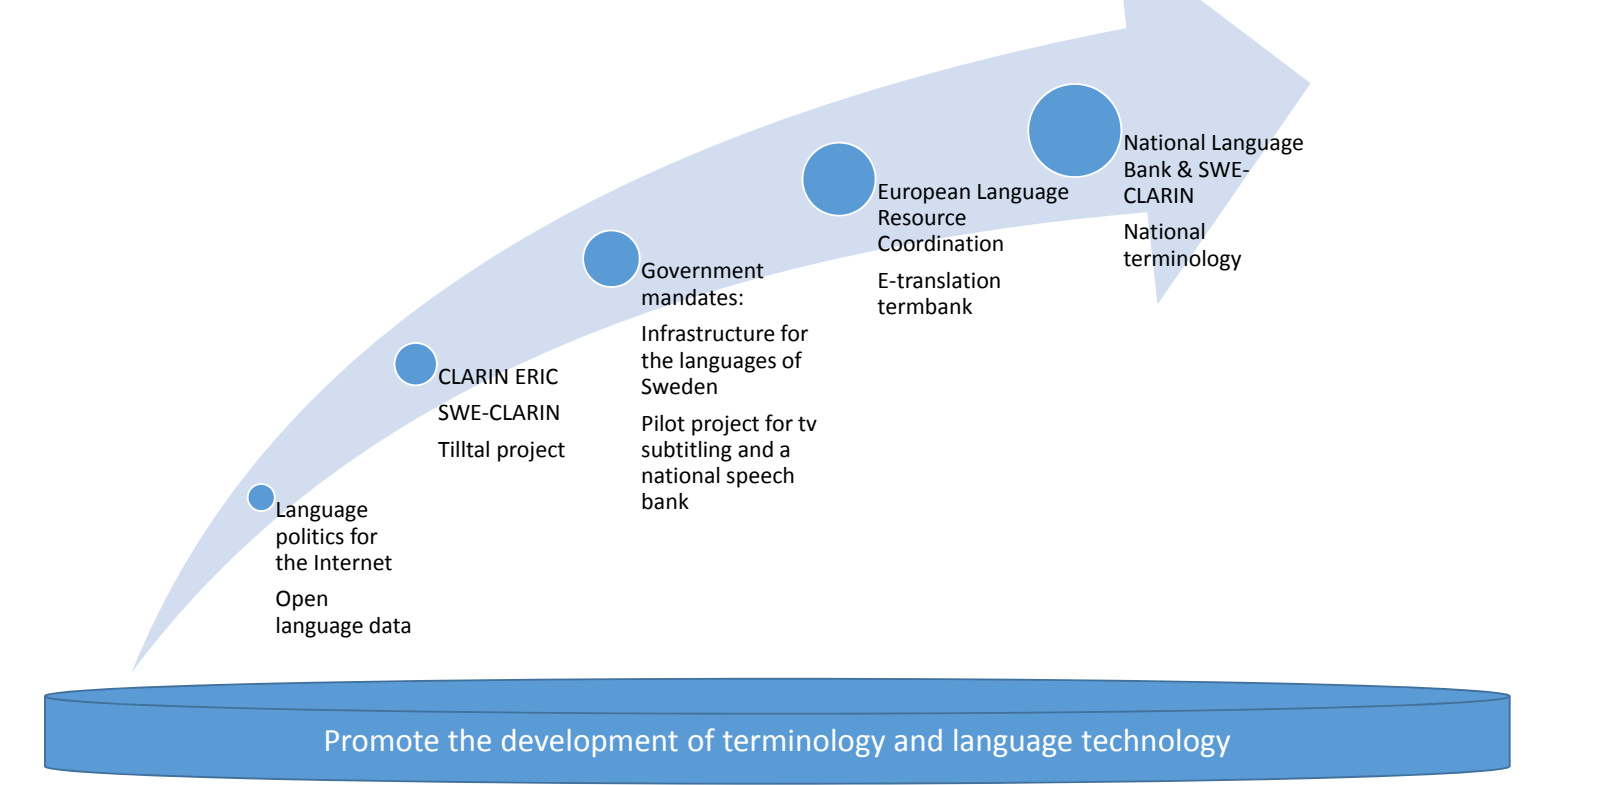 Language
politics for
the Internet
Open
language data
CLARIN ERIC
SWE-CLARIN
Tilltal project
Government
mandates:
Infrastructure for
the languages of
Sweden
Pilot project for tv
subtitling and a
national speech
bank
European Language
Resource
Coordination
E-translation
termbank
National Language
Bank & SWE-
CLARIN
National
terminology
Promote the development of terminology and language technology